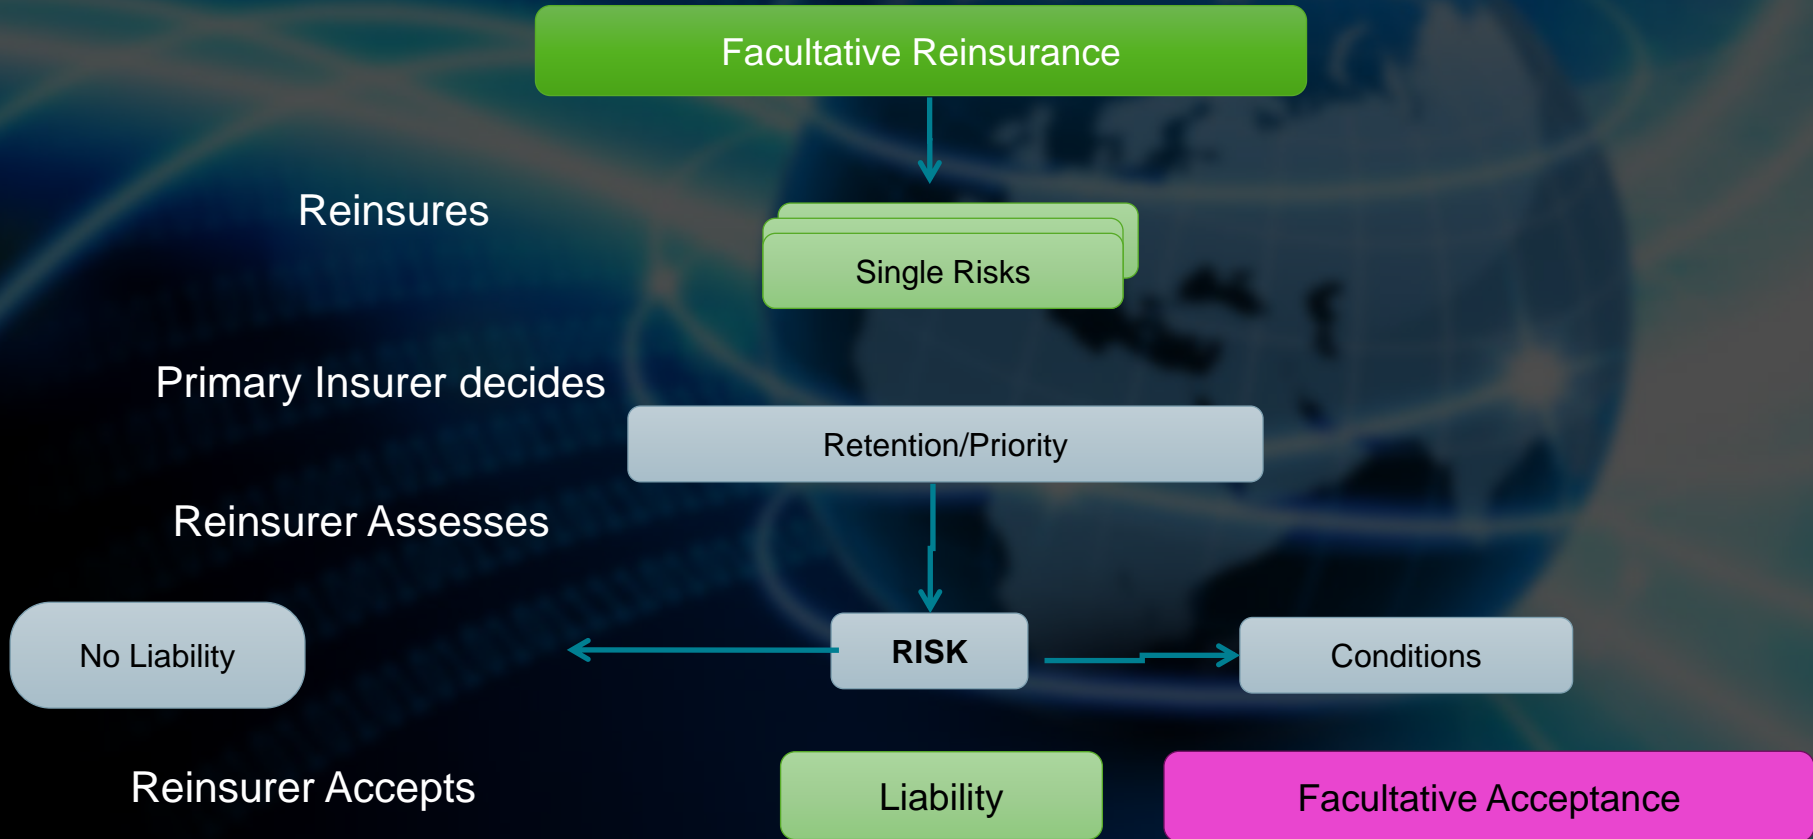 Facultative Reinsurance
Reinsures
Single Risks
Primary Insurer decides
Retention/Priority
Reinsurer Assesses
No Liability
RISK
Conditions
Reinsurer Accepts
Liability
Facultative Acceptance